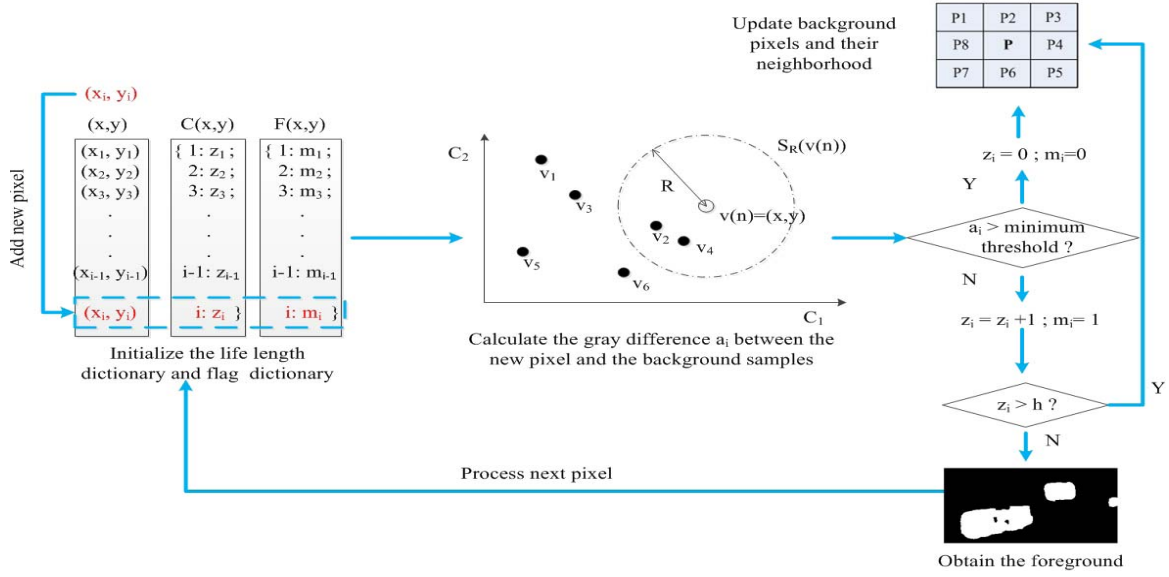 Update background
pixels and their
neighborhood
P1 P2 P3
P8 P P4
P7 P6 P5
(xᵢ, yᵢ)
Add new pixel
(x,y) C(x,y) F(x,y)
(x₁, y₁) { 1: z₁ ; { 1: m₁ ;
(x₂, y₂) 2: z₂ ; 2: m₂ ;
(x₃, y₃) 3: z₃ ; 3: m₃ ;
. . .
. . .
. . .
(xᵢ₋₁, yᵢ₋₁) i-1: zᵢ₋₁ i-1: mᵢ₋₁
(xᵢ, yᵢ) i: zᵢ } i: mᵢ }
Initialize the life length
dictionary and flag dictionary
C₂
v₁
v₃
v₅
v₂
v₄
v₆
R
S_R(v(n))
v(n)=(x,y)
C₁
Calculate the gray difference aᵢ between the
new pixel and the background samples
zᵢ = 0 ; mᵢ=0
Y
aᵢ > minimum
threshold ?
N
zᵢ = zᵢ +1 ; mᵢ= 1
zᵢ > h ?
Y
N
Process next pixel
Obtain the foreground